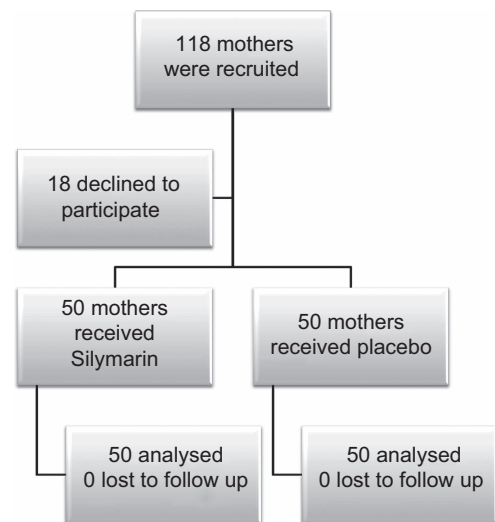 118 mothers
were recruited
18 declined to
participate
50 mothers
received
Silymarin
50 mothers
received placebo
50 analysed
0 lost to follow up
50 analysed
0 lost to follow up